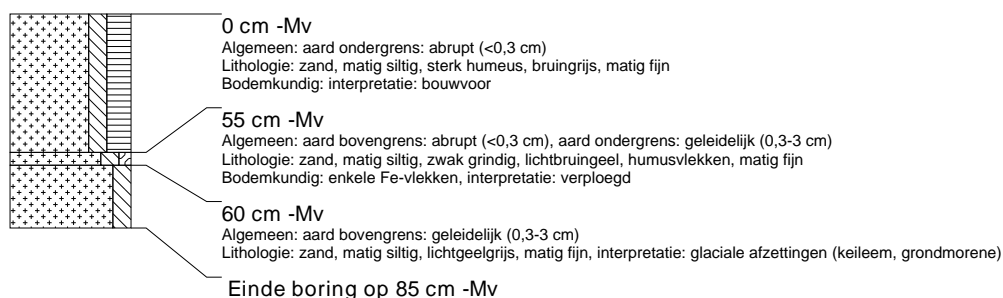 0 cm -Mv
Algemeen: aard ondergrens: abrupt (<0,3 cm)
Lithologie: zand, matig siltig, sterk humeus, bruingrijs, matig fijn
Bodemkundig: interpretatie: bouwvoor
55 cm -Mv
Algemeen: aard bovengrens: abrupt (<0,3 cm), aard ondergrens: geleidelijk (0,3-3 cm)
Lithologie: zand, matig siltig, zwak grindig, lichtbruingeel, humusvlekken, matig fijn
Bodemkundig: enkele Fe-vlekken, interpretatie: verploegd
60 cm -Mv
Algemeen: aard bovengrens: geleidelijk (0,3-3 cm)
Lithologie: zand, matig siltig, lichtgeelgrijs, matig fijn, interpretatie: glaciale afzettingen (keileem, grondmorene)
Einde boring op 85 cm -Mv